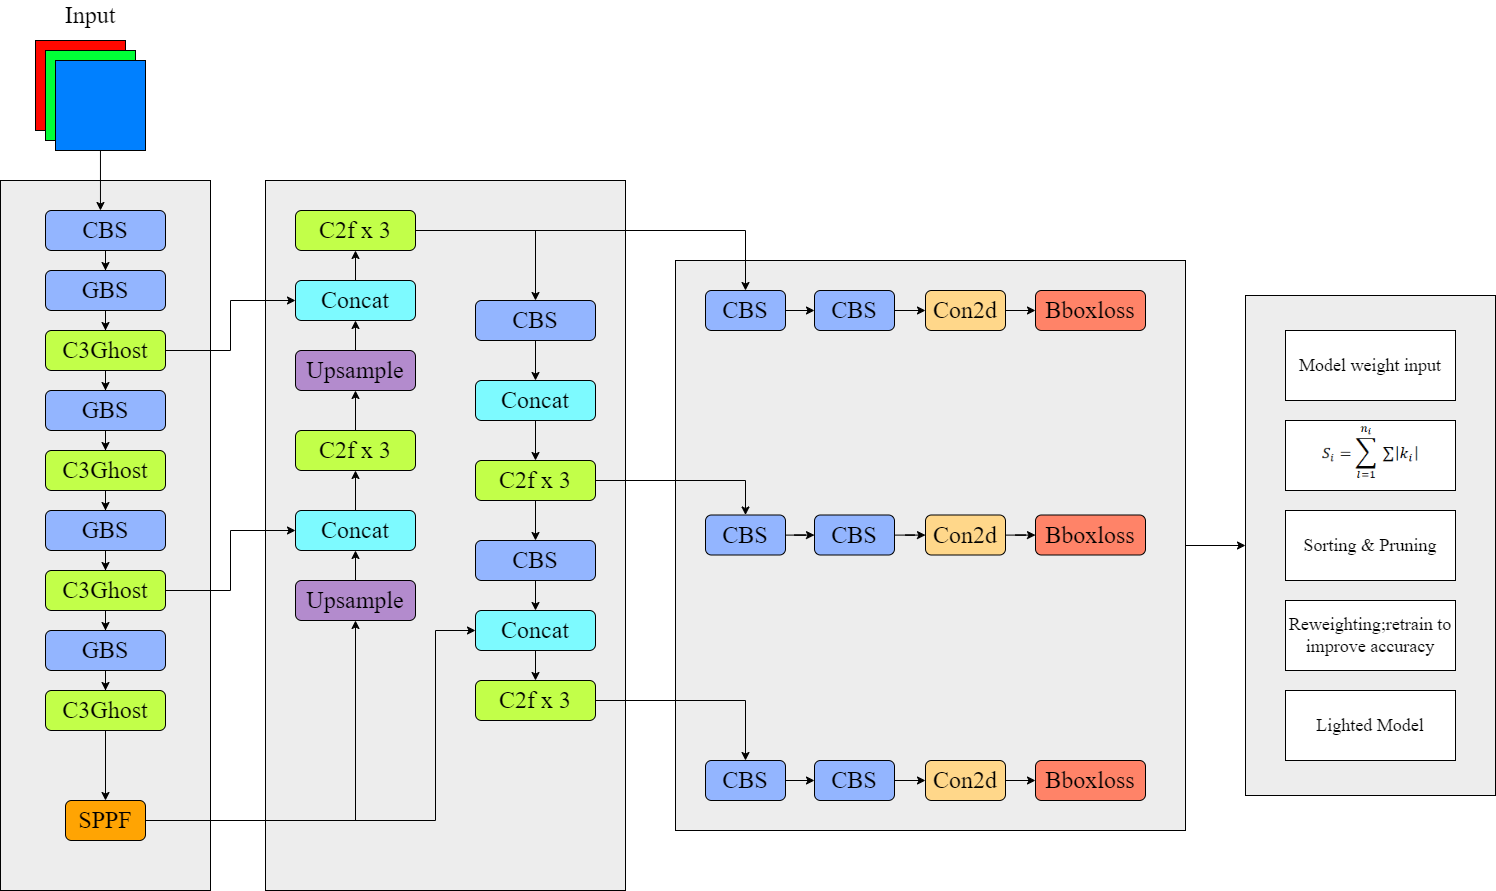 Input
CBS
GBS
C3Ghost
GBS
C3Ghost
GBS
C3Ghost
GBS
C3Ghost
SPPF
C2f x 3
Concat
Upsample
C2f x 3
Concat
Upsample
CBS
Concat
C2f x 3
CBS
Concat
C2f x 3
CBS CBS Con2d Bboxloss
CBS CBS Con2d Bboxloss
CBS CBS Con2d Bboxloss
Model weight input
S_i = \sum_{l=1}^{n_i} ∑|k_i|
Sorting & Pruning
Reweighting;retrain to
improve accuracy
Lighted Model